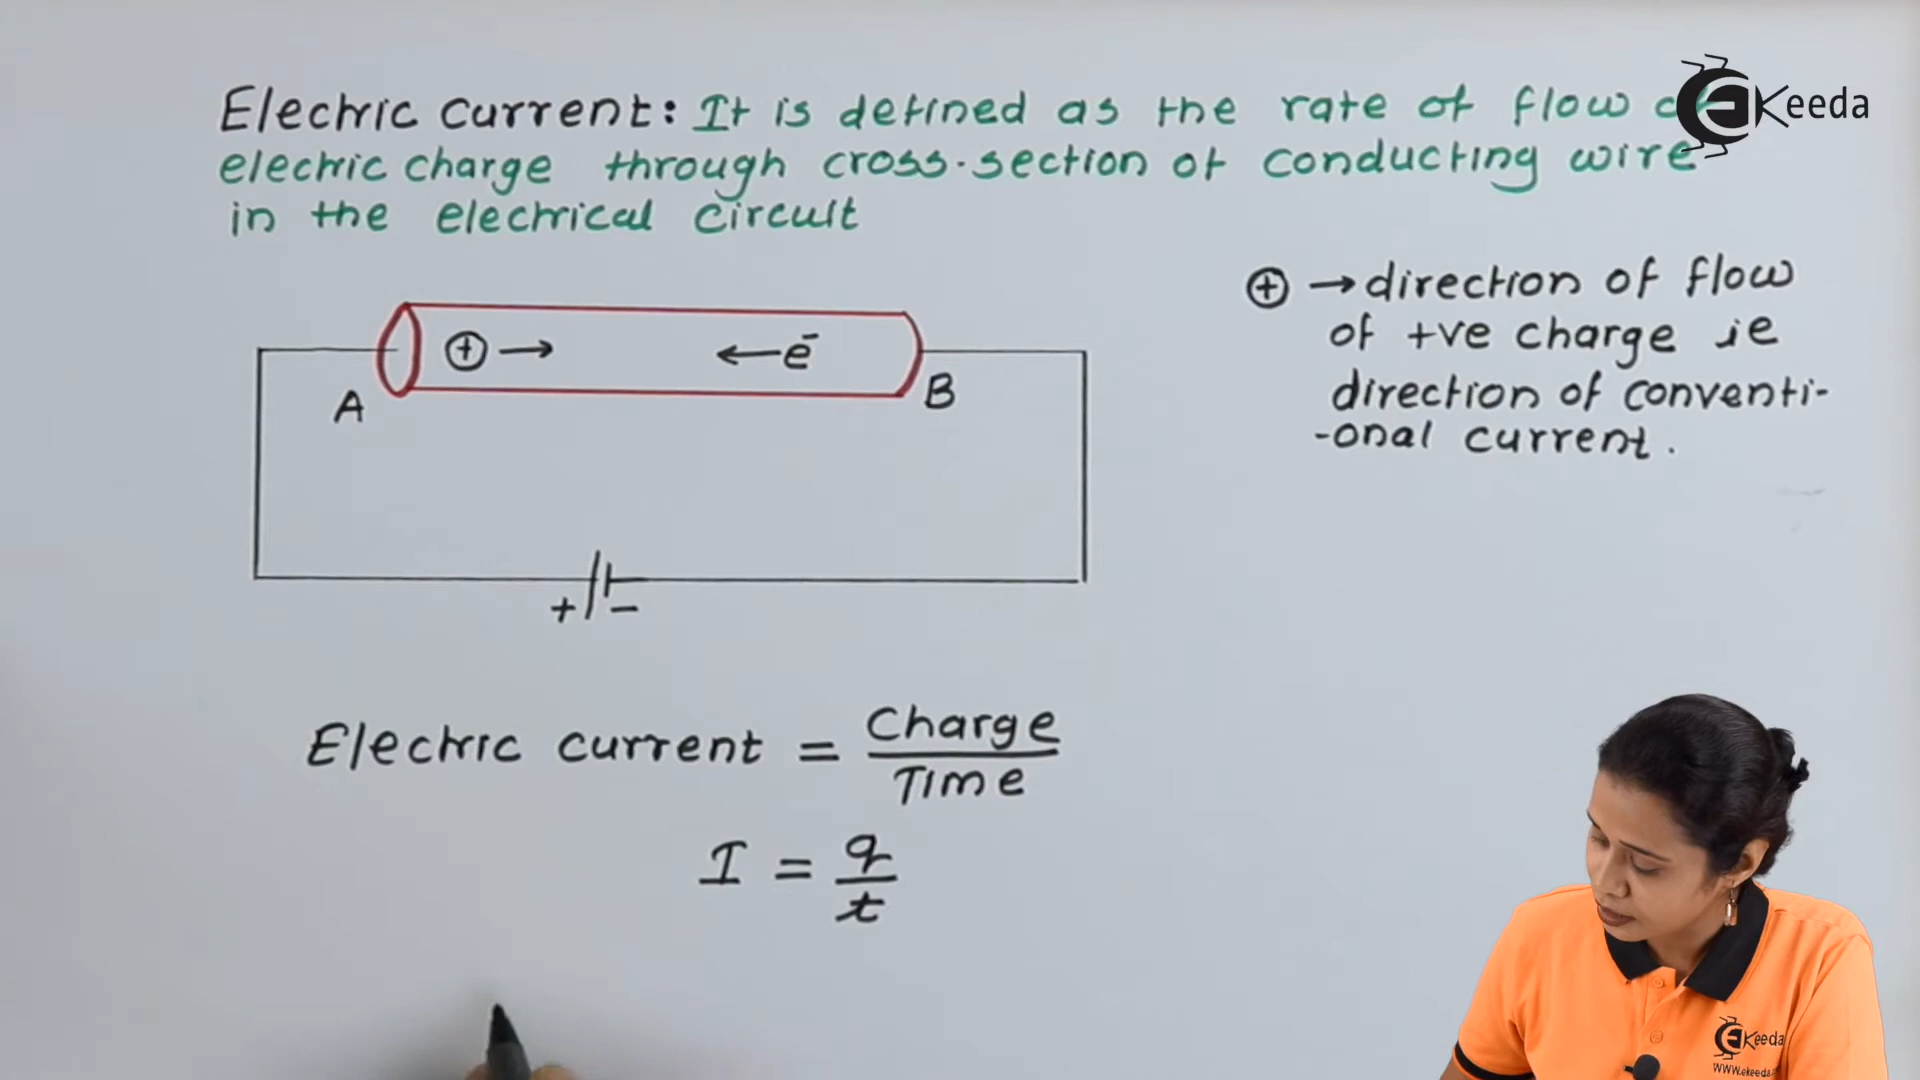 Electric current: It is defined as the rate of flow of
electric charge through cross-section of conducting wire
in the electrical circuit
Keeda
⊕ → direction of flow
of +ve charge ie
direction of conventi-
-onal current.
⊕ → ← e⁻
A B
+ −
Electric current = Charge / Time
I = q / t
Keeda